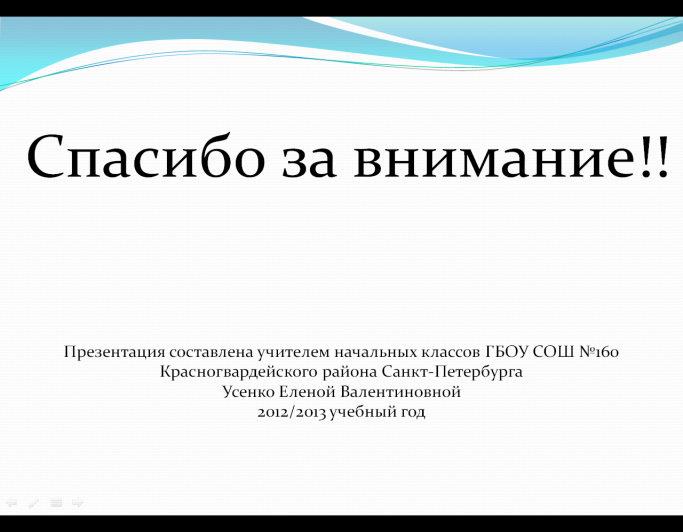 Спасибо за внимание!!
Презентация составлена учителем начальных классов ГБОУ СОШ №160
Красногвардейского района Санкт-Петербурга
Усенко Еленой Валентиновной
2012/2013 учебный год